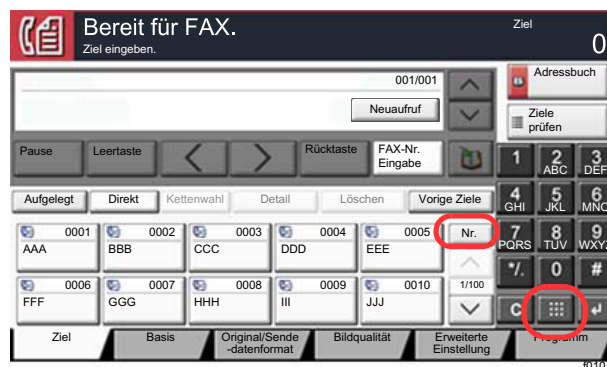 Bereit für FAX.
Ziel eingeben.
Ziel
0
001/001
Adressbuch
Neuaufruf
Ziele
prüfen
Pause
Leertaste
Rücktaste
FAX-Nr.
Eingabe
1
2
ABC
3
DEF
Aufgelegt
Direkt
Kettenwahl
Detail
Löschen
Vorige Ziele
4
GHI
5
JKL
6
MNO
0001
AAA
0002
BBB
0003
CCC
0004
DDD
0005
EEE
Nr.
7
PQRS
8
TUV
9
WXYZ
0006
FFF
0007
GGG
0008
HHH
0009
III
0010
JJJ
1/100
*/.
0
#
C
Ziel
Basis
Original/Sende
-datenformat
Bildqualität
Erweiterte
Einstellung
Programm